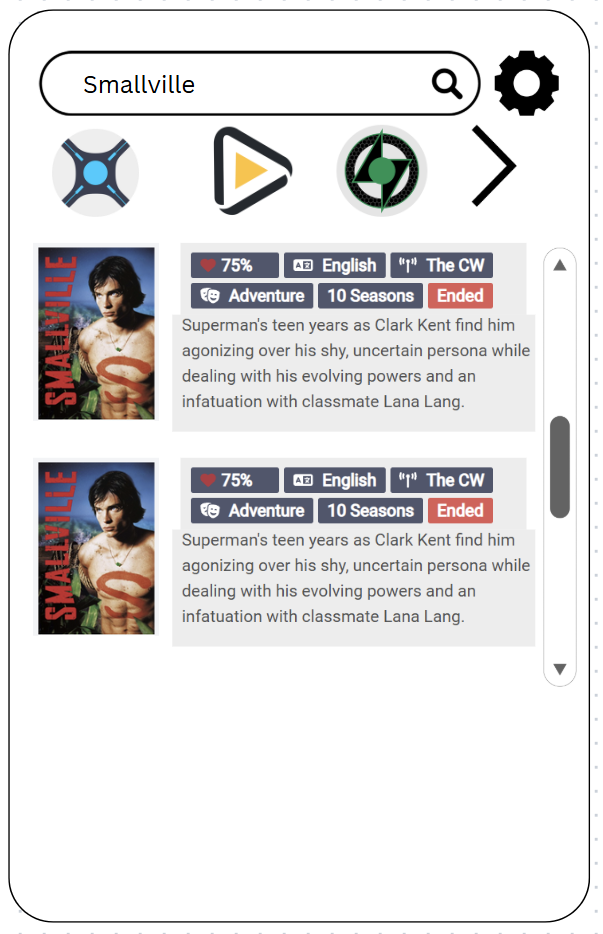 Smallville
SMALLVILLE
75% English The CW
Adventure 10 Seasons Ended
Superman's teen years as Clark Kent find him
agonizing over his shy, uncertain persona while
dealing with his evolving powers and an
infatuation with classmate Lana Lang.
SMALLVILLE
75% English The CW
Adventure 10 Seasons Ended
Superman's teen years as Clark Kent find him
agonizing over his shy, uncertain persona while
dealing with his evolving powers and an
infatuation with classmate Lana Lang.